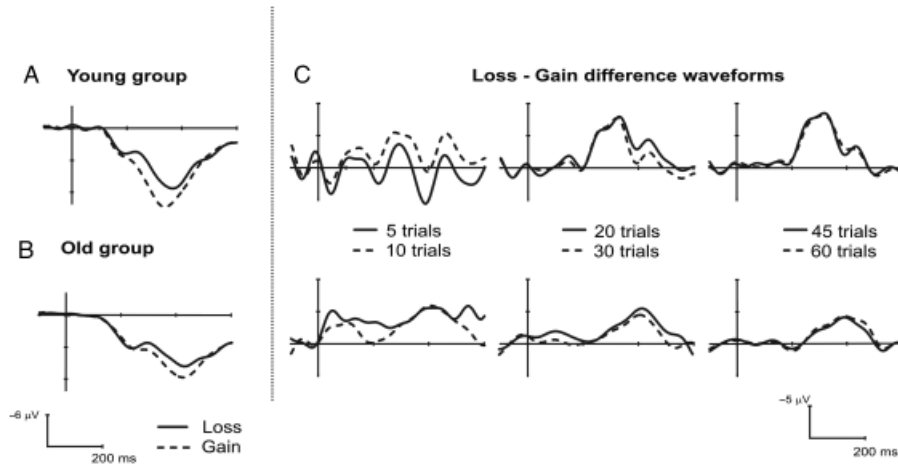 A Young group
C Loss - Gain difference waveforms
5 trials
10 trials
20 trials
30 trials
45 trials
60 trials
B Old group
-6 μV
200 ms
Loss
Gain
-5 μV
200 ms